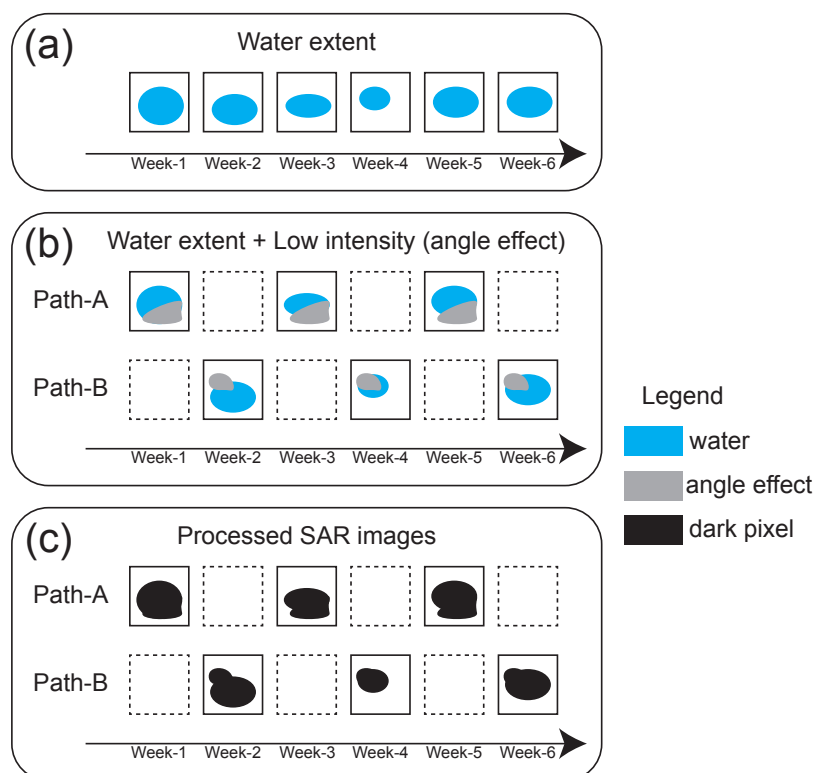 (a) Water extent
Week-1 Week-2 Week-3 Week-4 Week-5 Week-6
(b) Water extent + Low intensity (angle effect)
Path-A
Path-B
Week-1 Week-2 Week-3 Week-4 Week-5 Week-6
Legend
water
angle effect
dark pixel
(c) Processed SAR images
Path-A
Path-B
Week-1 Week-2 Week-3 Week-4 Week-5 Week-6